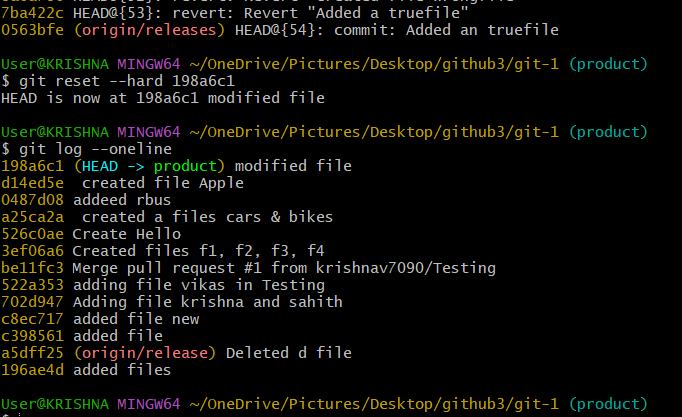 7ba422c HEAD@{53}: revert: Revert "Added a truefile"
0563bfe (origin/releases) HEAD@{54}: commit: Added an truefile
User@KRISHNA MINGW64 ~/OneDrive/Pictures/Desktop/github3/git-1 (product)
$ git reset --hard 198a6c1
HEAD is now at 198a6c1 modified file
User@KRISHNA MINGW64 ~/OneDrive/Pictures/Desktop/github3/git-1 (product)
$ git log --oneline
198a6c1 (HEAD -> product) modified file
d14ed5e  created file Apple
0487d08 addeed rbus
a25ca2a  created a files cars & bikes
526c0ae Create Hello
3ef06a6 Created files f1, f2, f3, f4
be11fc3 Merge pull request #1 from krishnav7090/Testing
522a353 adding file vikas in Testing
702d947 Adding file krishna and sahith
c8ec717 added file new
c398561 added file
a5dff25 (origin/release) Deleted d file
196ae4d added files
User@KRISHNA MINGW64 ~/OneDrive/Pictures/Desktop/github3/git-1 (product)